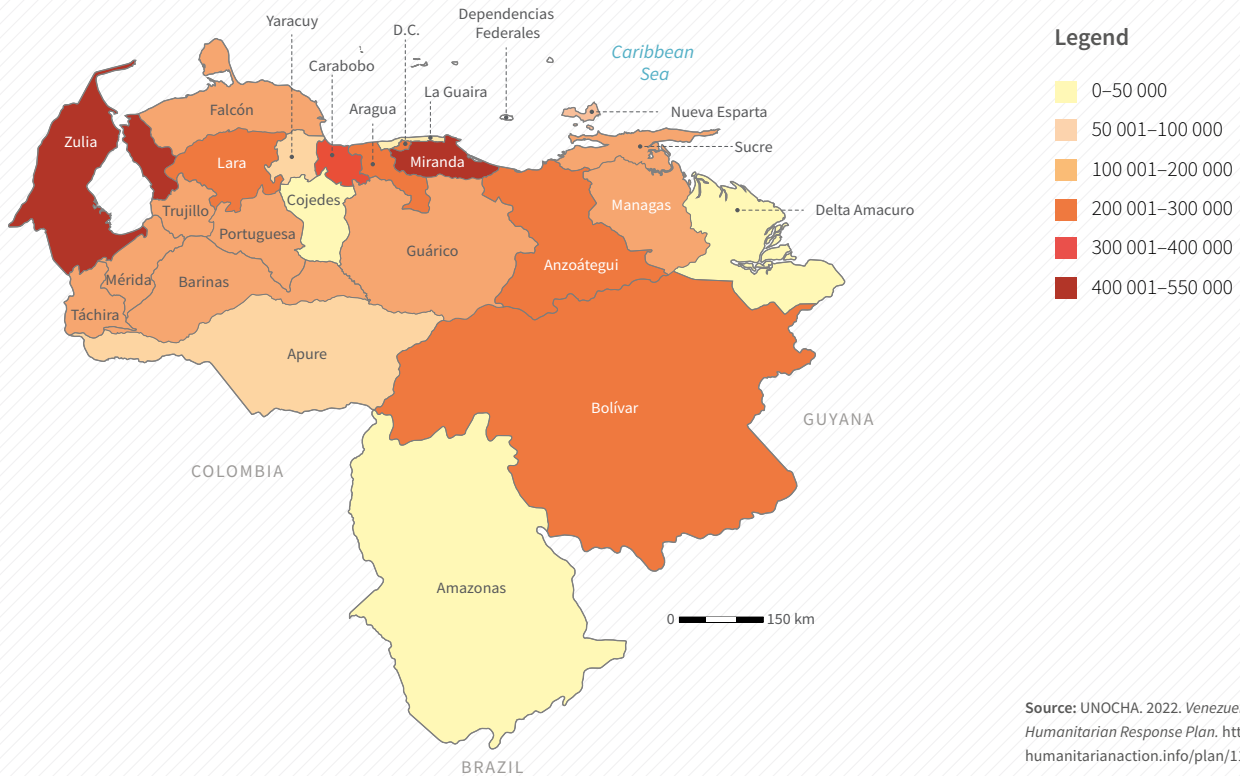 Yaracuy
D.C.
Dependencias
Federales
Caribbean
Sea
Legend
Carabobo
La Guaira
Aragua
Nueva Esparta
Falcón
Zulia
Lara
Miranda
Sucre
0–50 000
50 001–100 000
100 001–200 000
200 001–300 000
300 001–400 000
400 001–550 000
Cojedes
Trujillo
Managas
Delta Amacuro
Portuguesa
Guárico
Anzoátegui
Mérida
Barinas
Táchira
Apure
Bolívar
GUYANA
COLOMBIA
Amazonas
0 150 km
BRAZIL
Source: UNOCHA. 2022. Venezue
Humanitarian Response Plan. htt
humanitarianaction.info/plan/1